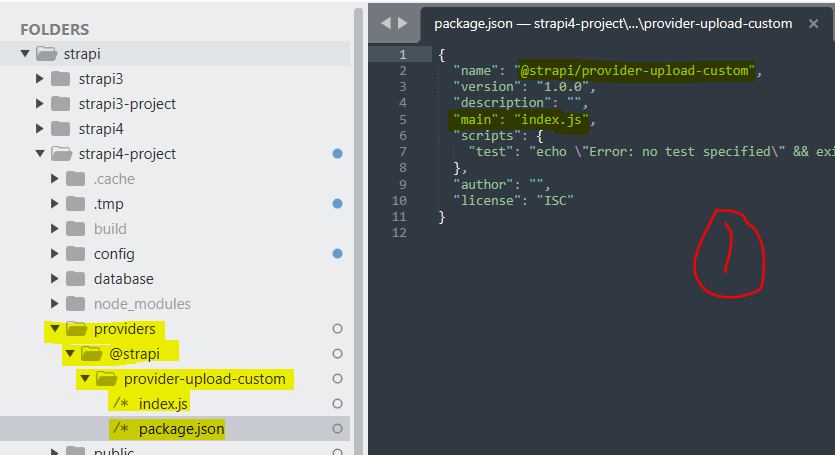 FOLDERS
strapi
strapi3
strapi3-project
strapi4
strapi4-project
.cache
.tmp
build
config
database
node_modules
providers
@strapi
provider-upload-custom
/* index.js
/* package.json
public
package.json — strapi4-project\...\provider-upload-custom ×
1 {
2 "name": "@strapi/provider-upload-custom",
3 "version": "1.0.0",
4 "description": "",
5 "main": "index.js",
6 "scripts": {
7 "test": "echo \"Error: no test specified\" && exi
8 },
9 "author": "",
10 "license": "ISC"
11 }
12
1